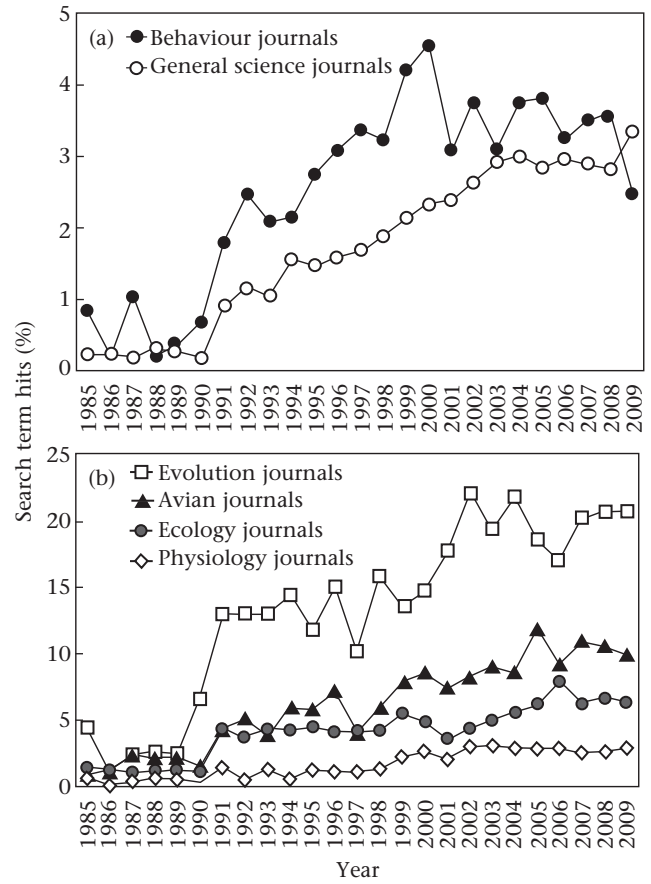 (a)
Behaviour journals
General science journals
5
4
3
2
1
0
1985 1986 1987 1988 1989 1990 1991 1992 1993 1994 1995 1996 1997 1998 1999 2000 2001 2002 2003 2004 2005 2006 2007 2008 2009
Search term hits (%)
(b)
Evolution journals
Avian journals
Ecology journals
Physiology journals
25
20
15
10
5
0
1985 1986 1987 1988 1989 1990 1991 1992 1993 1994 1995 1996 1997 1998 1999 2000 2001 2002 2003 2004 2005 2006 2007 2008 2009
Year